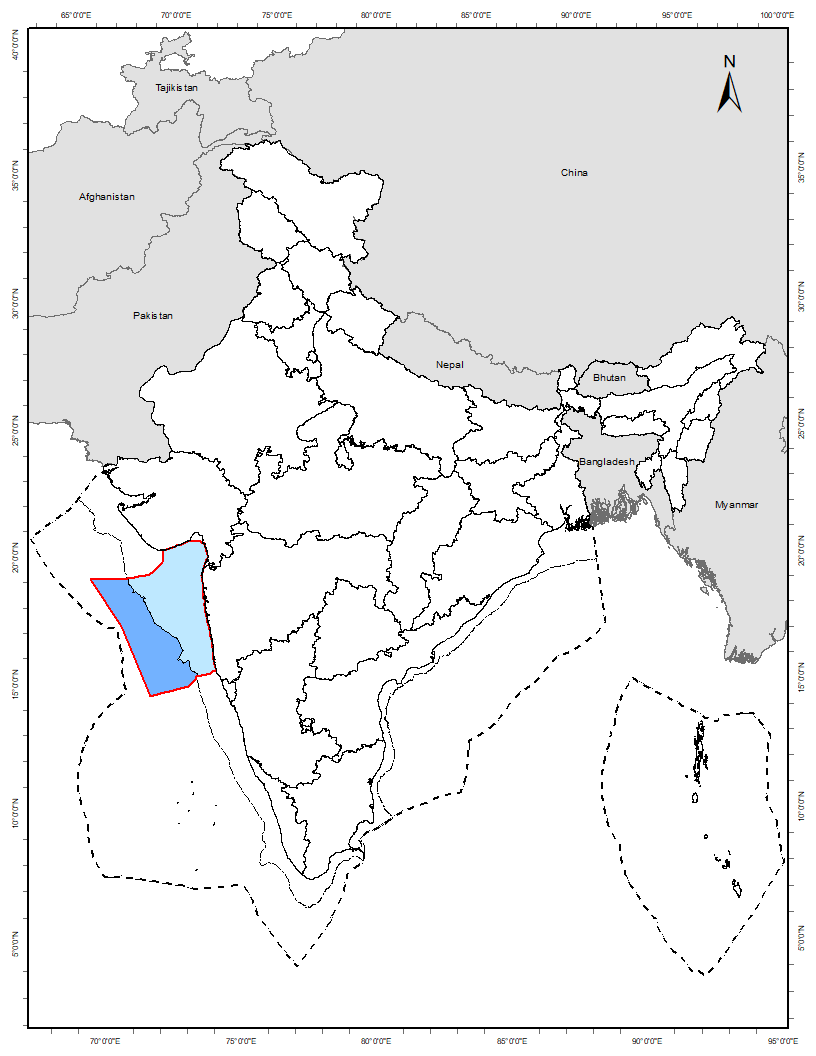 65°0'0"E 70°0'0"E 75°0'0"E 80°0'0"E 85°0'0"E 90°0'0"E 95°0'0"E 100°0'0"E
40°0'0"N
N
Tajikistan
China
35°0'0"N 35°0'0"N
Afghanistan
30°0'0"N 30°0'0"N
Pakistan
Nepal
Bhutan
25°0'0"N 25°0'0"N
Bangladesh
Myanmar
20°0'0"N 20°0'0"N
15°0'0"N 15°0'0"N
10°0'0"N 10°0'0"N
5°0'0"N 5°0'0"N
70°0'0"E 75°0'0"E 80°0'0"E 85°0'0"E 90°0'0"E 95°0'0"E